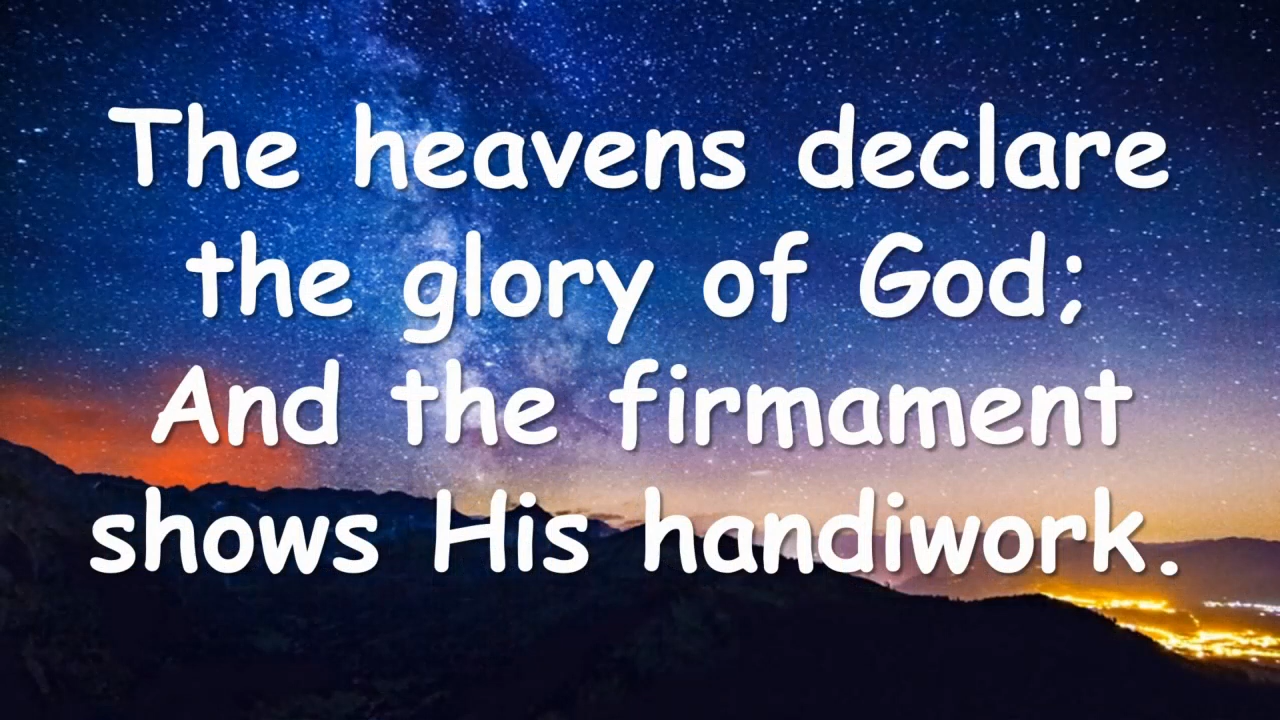 The heavens declare
the glory of God;
And the firmament
shows His handiwork.